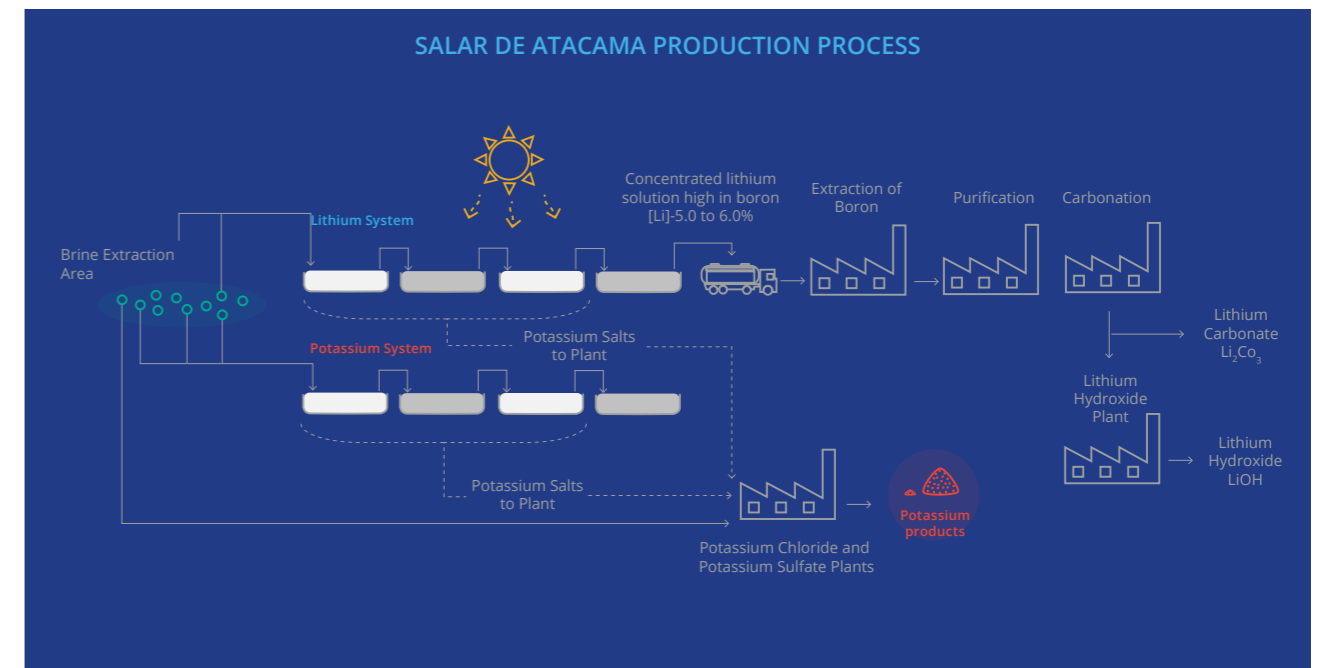 SALAR DE ATACAMA PRODUCTION PROCESS
Concentrated lithium
solution high in boron
[Li]-5.0 to 6.0%
Extraction of
Boron
Purification
Carbonation
Lithium System
Brine Extraction
Area
Potassium Salts
to Plant
Potassium System
Lithium
Carbonate
Li₂Co₃
Lithium
Hydroxide
Plant
Lithium
Hydroxide
LiOH
Potassium Salts
to Plant
Potassium
products
Potassium Chloride and
Potassium Sulfate Plants